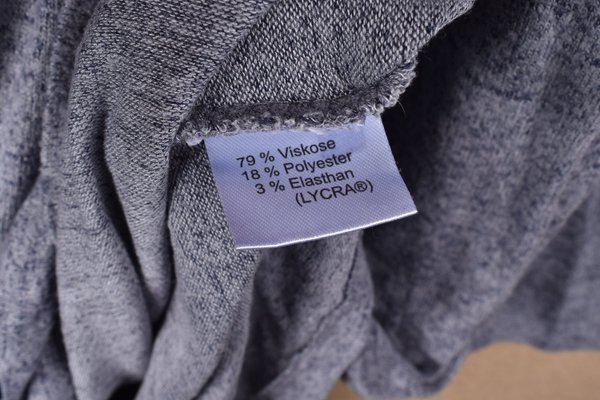 79 % Viskose
18 % Polyester
3 % Elasthan
(LYCRA®)